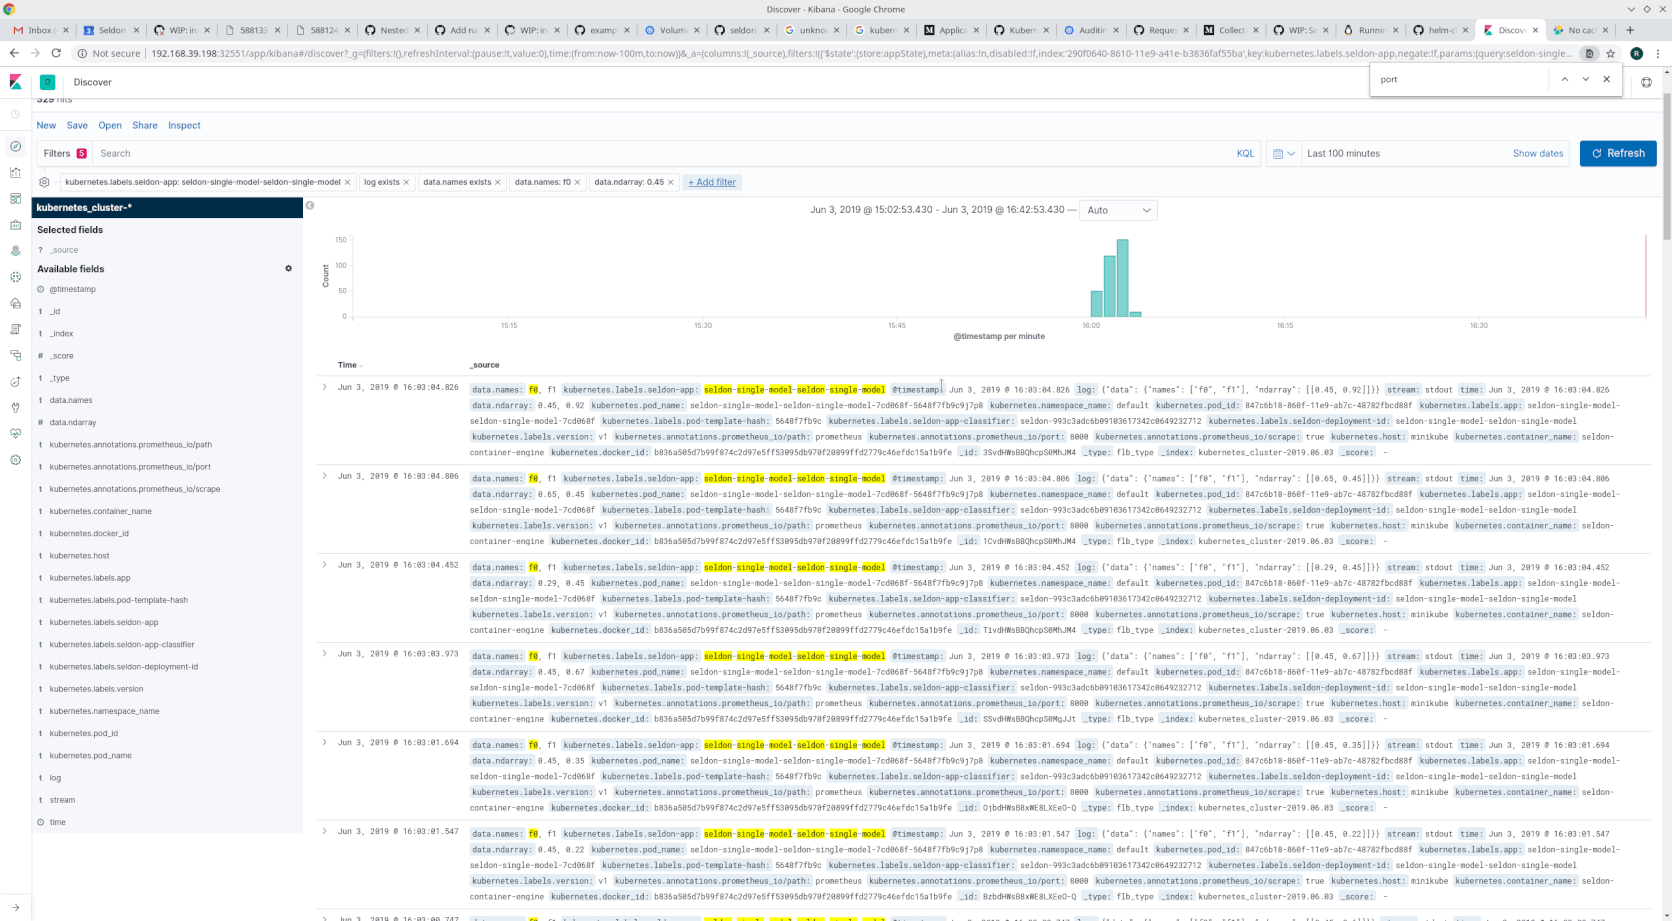 Discover - Kibana - Google Chrome
Inbox ( Seldon WIP: in 58813 58812 Nested Add na WIP: in examp Volum seldon unkno kubern Applica Kubern Auditin Reque Collect WIP: S Runnin helm-c Discov No cac
Not secure 192.168.39.198:32551/app/kibana#/discover?_g=(filters:!(),refreshInterval:(pause:!t,value:0),time:(from:now-100m,to:now))&_a=(columns:!(_source),filters:!(('$state':(store:appState),meta:(alias:!n,disabled:!f,index:'290f0640-8610-11e9-a41e-b3836faf55ba',key:kubernetes.labels.seldon-app,negate:!f,params:(query:seldon-single... R
port
D Discover
329 hits
New Save Open Share Inspect
Filters 5 Search KQL Last 100 minutes Show dates Refresh
kubernetes.labels.seldon-app: seldon-single-model-seldon-single-model × log exists × data.names exists × data.names: f0 × data.ndarray: 0.45 × + Add filter
kubernetes_cluster-*
Selected fields
? _source
Available fields
@timestamp
t _id
t _index
# _score
t _type
t data.names
# data.ndarray
t kubernetes.annotations.prometheus_io/path
t kubernetes.annotations.prometheus_io/port
t kubernetes.annotations.prometheus_io/scrape
t kubernetes.container_name
t kubernetes.docker_id
t kubernetes.host
t kubernetes.labels.app
t kubernetes.labels.pod-template-hash
t kubernetes.labels.seldon-app
t kubernetes.labels.seldon-app-classifier
t kubernetes.labels.seldon-deployment-id
t kubernetes.labels.version
t kubernetes.namespace_name
t kubernetes.pod_id
t kubernetes.pod_name
t log
t stream
time
Jun 3, 2019 @ 15:02:53.430 - Jun 3, 2019 @ 16:42:53.430 — Auto
150
100
50
0
Count
15:15 15:30 15:45 16:00 16:15 16:30
@timestamp per minute
Time _source
Jun 3, 2019 @ 16:03:04.826 data.names: f0, f1 kubernetes.labels.seldon-app: seldon-single-model-seldon-single-model @timestamp: Jun 3, 2019 @ 16:03:04.826 log: {"data": {"names": ["f0", "f1"], "ndarray": [[0.45, 0.92]]}} stream: stdout time: Jun 3, 2019 @ 16:03:04.826
data.ndarray: 0.45, 0.92 kubernetes.pod_name: seldon-single-model-seldon-single-model-7cd068f-5648f7fb9c9j7p8 kubernetes.namespace_name: default kubernetes.pod_id: 847c6b18-860f-11e9-ab7c-48782fbcd88f kubernetes.labels.app: seldon-single-model-
seldon-single-model-7cd068f kubernetes.labels.pod-template-hash: 5648f7fb9c kubernetes.labels.seldon-app-classifier: seldon-993c3adc6b09103617342c0649232712 kubernetes.labels.seldon-deployment-id: seldon-single-model-seldon-single-model
kubernetes.labels.version: v1 kubernetes.annotations.prometheus_io/path: prometheus kubernetes.annotations.prometheus_io/port: 8000 kubernetes.annotations.prometheus_io/scrape: true kubernetes.host: minikube kubernetes.container_name: seldon-
container-engine kubernetes.docker_id: b836a505d7b99f874c2d97e5ff53095db970f20899ffd2779c46efdc15a1b9fe _id: 3SvdHWsBBQhcpS0MhJM4 _type: flb_type _index: kubernetes_cluster-2019.06.03 _score: -
Jun 3, 2019 @ 16:03:04.806 data.names: f0, f1 kubernetes.labels.seldon-app: seldon-single-model-seldon-single-model @timestamp: Jun 3, 2019 @ 16:03:04.806 log: {"data": {"names": ["f0", "f1"], "ndarray": [[0.65, 0.45]]}} stream: stdout time: Jun 3, 2019 @ 16:03:04.806
data.ndarray: 0.65, 0.45 kubernetes.pod_name: seldon-single-model-seldon-single-model-7cd068f-5648f7fb9c9j7p8 kubernetes.namespace_name: default kubernetes.pod_id: 847c6b18-860f-11e9-ab7c-48782fbcd88f kubernetes.labels.app: seldon-single-model-
seldon-single-model-7cd068f kubernetes.labels.pod-template-hash: 5648f7fb9c kubernetes.labels.seldon-app-classifier: seldon-993c3adc6b09103617342c0649232712 kubernetes.labels.seldon-deployment-id: seldon-single-model-seldon-single-model
kubernetes.labels.version: v1 kubernetes.annotations.prometheus_io/path: prometheus kubernetes.annotations.prometheus_io/port: 8000 kubernetes.annotations.prometheus_io/scrape: true kubernetes.host: minikube kubernetes.container_name: seldon-
container-engine kubernetes.docker_id: b836a505d7b99f874c2d97e5ff53095db970f20899ffd2779c46efdc15a1b9fe _id: 1CvdHWsBBQhcpS0MhJM4 _type: flb_type _index: kubernetes_cluster-2019.06.03 _score: -
Jun 3, 2019 @ 16:03:04.452 data.names: f0, f1 kubernetes.labels.seldon-app: seldon-single-model-seldon-single-model @timestamp: Jun 3, 2019 @ 16:03:04.452 log: {"data": {"names": ["f0", "f1"], "ndarray": [[0.29, 0.45]]}} stream: stdout time: Jun 3, 2019 @ 16:03:04.452
data.ndarray: 0.29, 0.45 kubernetes.pod_name: seldon-single-model-seldon-single-model-7cd068f-5648f7fb9c9j7p8 kubernetes.namespace_name: default kubernetes.pod_id: 847c6b18-860f-11e9-ab7c-48782fbcd88f kubernetes.labels.app: seldon-single-model-
seldon-single-model-7cd068f kubernetes.labels.pod-template-hash: 5648f7fb9c kubernetes.labels.seldon-app-classifier: seldon-993c3adc6b09103617342c0649232712 kubernetes.labels.seldon-deployment-id: seldon-single-model-seldon-single-model
kubernetes.labels.version: v1 kubernetes.annotations.prometheus_io/path: prometheus kubernetes.annotations.prometheus_io/port: 8000 kubernetes.annotations.prometheus_io/scrape: true kubernetes.host: minikube kubernetes.container_name: seldon-
container-engine kubernetes.docker_id: b836a505d7b99f874c2d97e5ff53095db970f20899ffd2779c46efdc15a1b9fe _id: TivdHWsBBQhcpS0MhJM4 _type: flb_type _index: kubernetes_cluster-2019.06.03 _score: -
Jun 3, 2019 @ 16:03:03.973 data.names: f0, f1 kubernetes.labels.seldon-app: seldon-single-model-seldon-single-model @timestamp: Jun 3, 2019 @ 16:03:03.973 log: {"data": {"names": ["f0", "f1"], "ndarray": [[0.45, 0.67]]}} stream: stdout time: Jun 3, 2019 @ 16:03:03.973
data.ndarray: 0.45, 0.67 kubernetes.pod_name: seldon-single-model-seldon-single-model-7cd068f-5648f7fb9c9j7p8 kubernetes.namespace_name: default kubernetes.pod_id: 847c6b18-860f-11e9-ab7c-48782fbcd88f kubernetes.labels.app: seldon-single-model-
seldon-single-model-7cd068f kubernetes.labels.pod-template-hash: 5648f7fb9c kubernetes.labels.seldon-app-classifier: seldon-993c3adc6b09103617342c0649232712 kubernetes.labels.seldon-deployment-id: seldon-single-model-seldon-single-model
kubernetes.labels.version: v1 kubernetes.annotations.prometheus_io/path: prometheus kubernetes.annotations.prometheus_io/port: 8000 kubernetes.annotations.prometheus_io/scrape: true kubernetes.host: minikube kubernetes.container_name: seldon-
container-engine kubernetes.docker_id: b836a505d7b99f874c2d97e5ff53095db970f20899ffd2779c46efdc15a1b9fe _id: SSvdHWsBBQhcpS0MgJJt _type: flb_type _index: kubernetes_cluster-2019.06.03 _score: -
Jun 3, 2019 @ 16:03:01.694 data.names: f0, f1 kubernetes.labels.seldon-app: seldon-single-model-seldon-single-model @timestamp: Jun 3, 2019 @ 16:03:01.694 log: {"data": {"names": ["f0", "f1"], "ndarray": [[0.45, 0.35]]}} stream: stdout time: Jun 3, 2019 @ 16:03:01.694
data.ndarray: 0.45, 0.35 kubernetes.pod_name: seldon-single-model-seldon-single-model-7cd068f-5648f7fb9c9j7p8 kubernetes.namespace_name: default kubernetes.pod_id: 847c6b18-860f-11e9-ab7c-48782fbcd88f kubernetes.labels.app: seldon-single-model-
seldon-single-model-7cd068f kubernetes.labels.pod-template-hash: 5648f7fb9c kubernetes.labels.seldon-app-classifier: seldon-993c3adc6b09103617342c0649232712 kubernetes.labels.seldon-deployment-id: seldon-single-model-seldon-single-model
kubernetes.labels.version: v1 kubernetes.annotations.prometheus_io/path: prometheus kubernetes.annotations.prometheus_io/port: 8000 kubernetes.annotations.prometheus_io/scrape: true kubernetes.host: minikube kubernetes.container_name: seldon-
container-engine kubernetes.docker_id: b836a505d7b99f874c2d97e5ff53095db970f20899ffd2779c46efdc15a1b9fe _id: OjbdHWsB8xWE8LXEeO-Q _type: flb_type _index: kubernetes_cluster-2019.06.03 _score: -
Jun 3, 2019 @ 16:03:01.547 data.names: f0, f1 kubernetes.labels.seldon-app: seldon-single-model-seldon-single-model @timestamp: Jun 3, 2019 @ 16:03:01.547 log: {"data": {"names": ["f0", "f1"], "ndarray": [[0.45, 0.22]]}} stream: stdout time: Jun 3, 2019 @ 16:03:01.547
data.ndarray: 0.45, 0.22 kubernetes.pod_name: seldon-single-model-seldon-single-model-7cd068f-5648f7fb9c9j7p8 kubernetes.namespace_name: default kubernetes.pod_id: 847c6b18-860f-11e9-ab7c-48782fbcd88f kubernetes.labels.app: seldon-single-model-
seldon-single-model-7cd068f kubernetes.labels.pod-template-hash: 5648f7fb9c kubernetes.labels.seldon-app-classifier: seldon-993c3adc6b09103617342c0649232712 kubernetes.labels.seldon-deployment-id: seldon-single-model-seldon-single-model
kubernetes.labels.version: v1 kubernetes.annotations.prometheus_io/path: prometheus kubernetes.annotations.prometheus_io/port: 8000 kubernetes.annotations.prometheus_io/scrape: true kubernetes.host: minikube kubernetes.container_name: seldon-
container-engine kubernetes.docker_id: b836a505d7b99f874c2d97e5ff53095db970f20899ffd2779c46efdc15a1b9fe _id: BzbdHWsB8xWE8LXEeO-Q _type: flb_type _index: kubernetes_cluster-2019.06.03 _score: -
Jun 3, 2019 @ 16:03:00.747